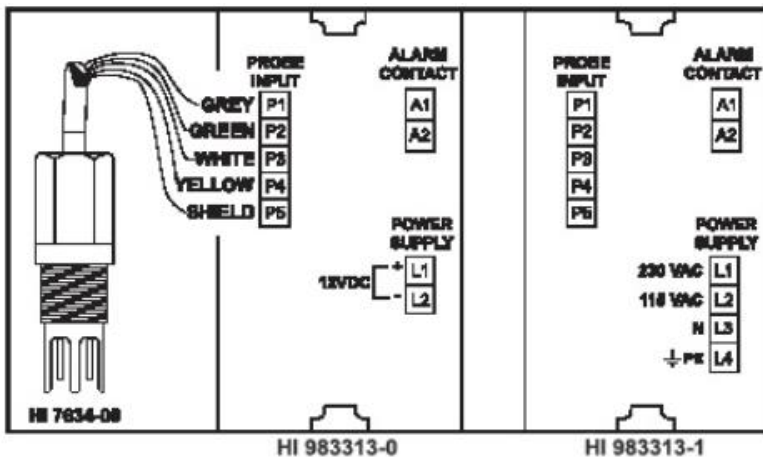 PROBE
INPUT
ALARM
CONTACT
GREY P1
GREEN P2
WHITE P3
YELLOW P4
SHIELD P5
A1
A2
POWER
SUPPLY
12VDC
+ L1
- L2
HI 7634-00
HI 983313-0
PROBE
INPUT
ALARM
CONTACT
P1
P2
P3
P4
P5
A1
A2
POWER
SUPPLY
230 VAC L1
115 VAC L2
N L3
PE L4
HI 983313-1